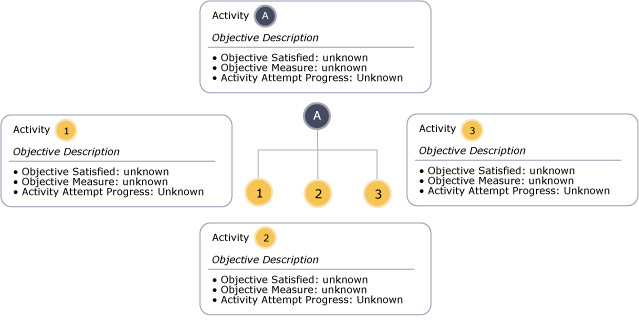 Activity A
Objective Description
• Objective Satisfied: unknown
• Objective Measure: unknown
• Activity Attempt Progress: Unknown
A
Activity 1
Objective Description
• Objective Satisfied: unknown
• Objective Measure: unknown
• Activity Attempt Progress: Unknown
Activity 3
Objective Description
• Objective Satisfied: unknown
• Objective Measure: unknown
• Activity Attempt Progress: Unknown
1 2 3
Activity 2
Objective Description
• Objective Satisfied: unknown
• Objective Measure: unknown
• Activity Attempt Progress: Unknown